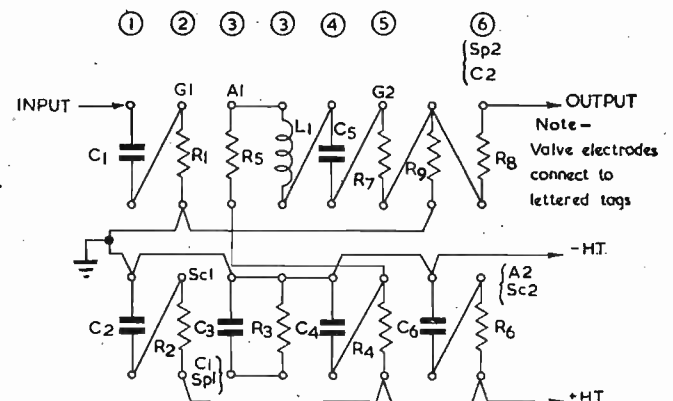 1 2 3 3 4 5 6
Sp2
C2
G1 A1 G2
INPUT
OUTPUT
C1 R1 R5 L1 C5 R7 R9 R8
Note–
Valve electrodes
connect to
lettered tags
–H.T.
Sc1
A2
Sc2
C2 R2 C3 R3 C4 R4 C6 R6
C1
Sp1
+H.T.